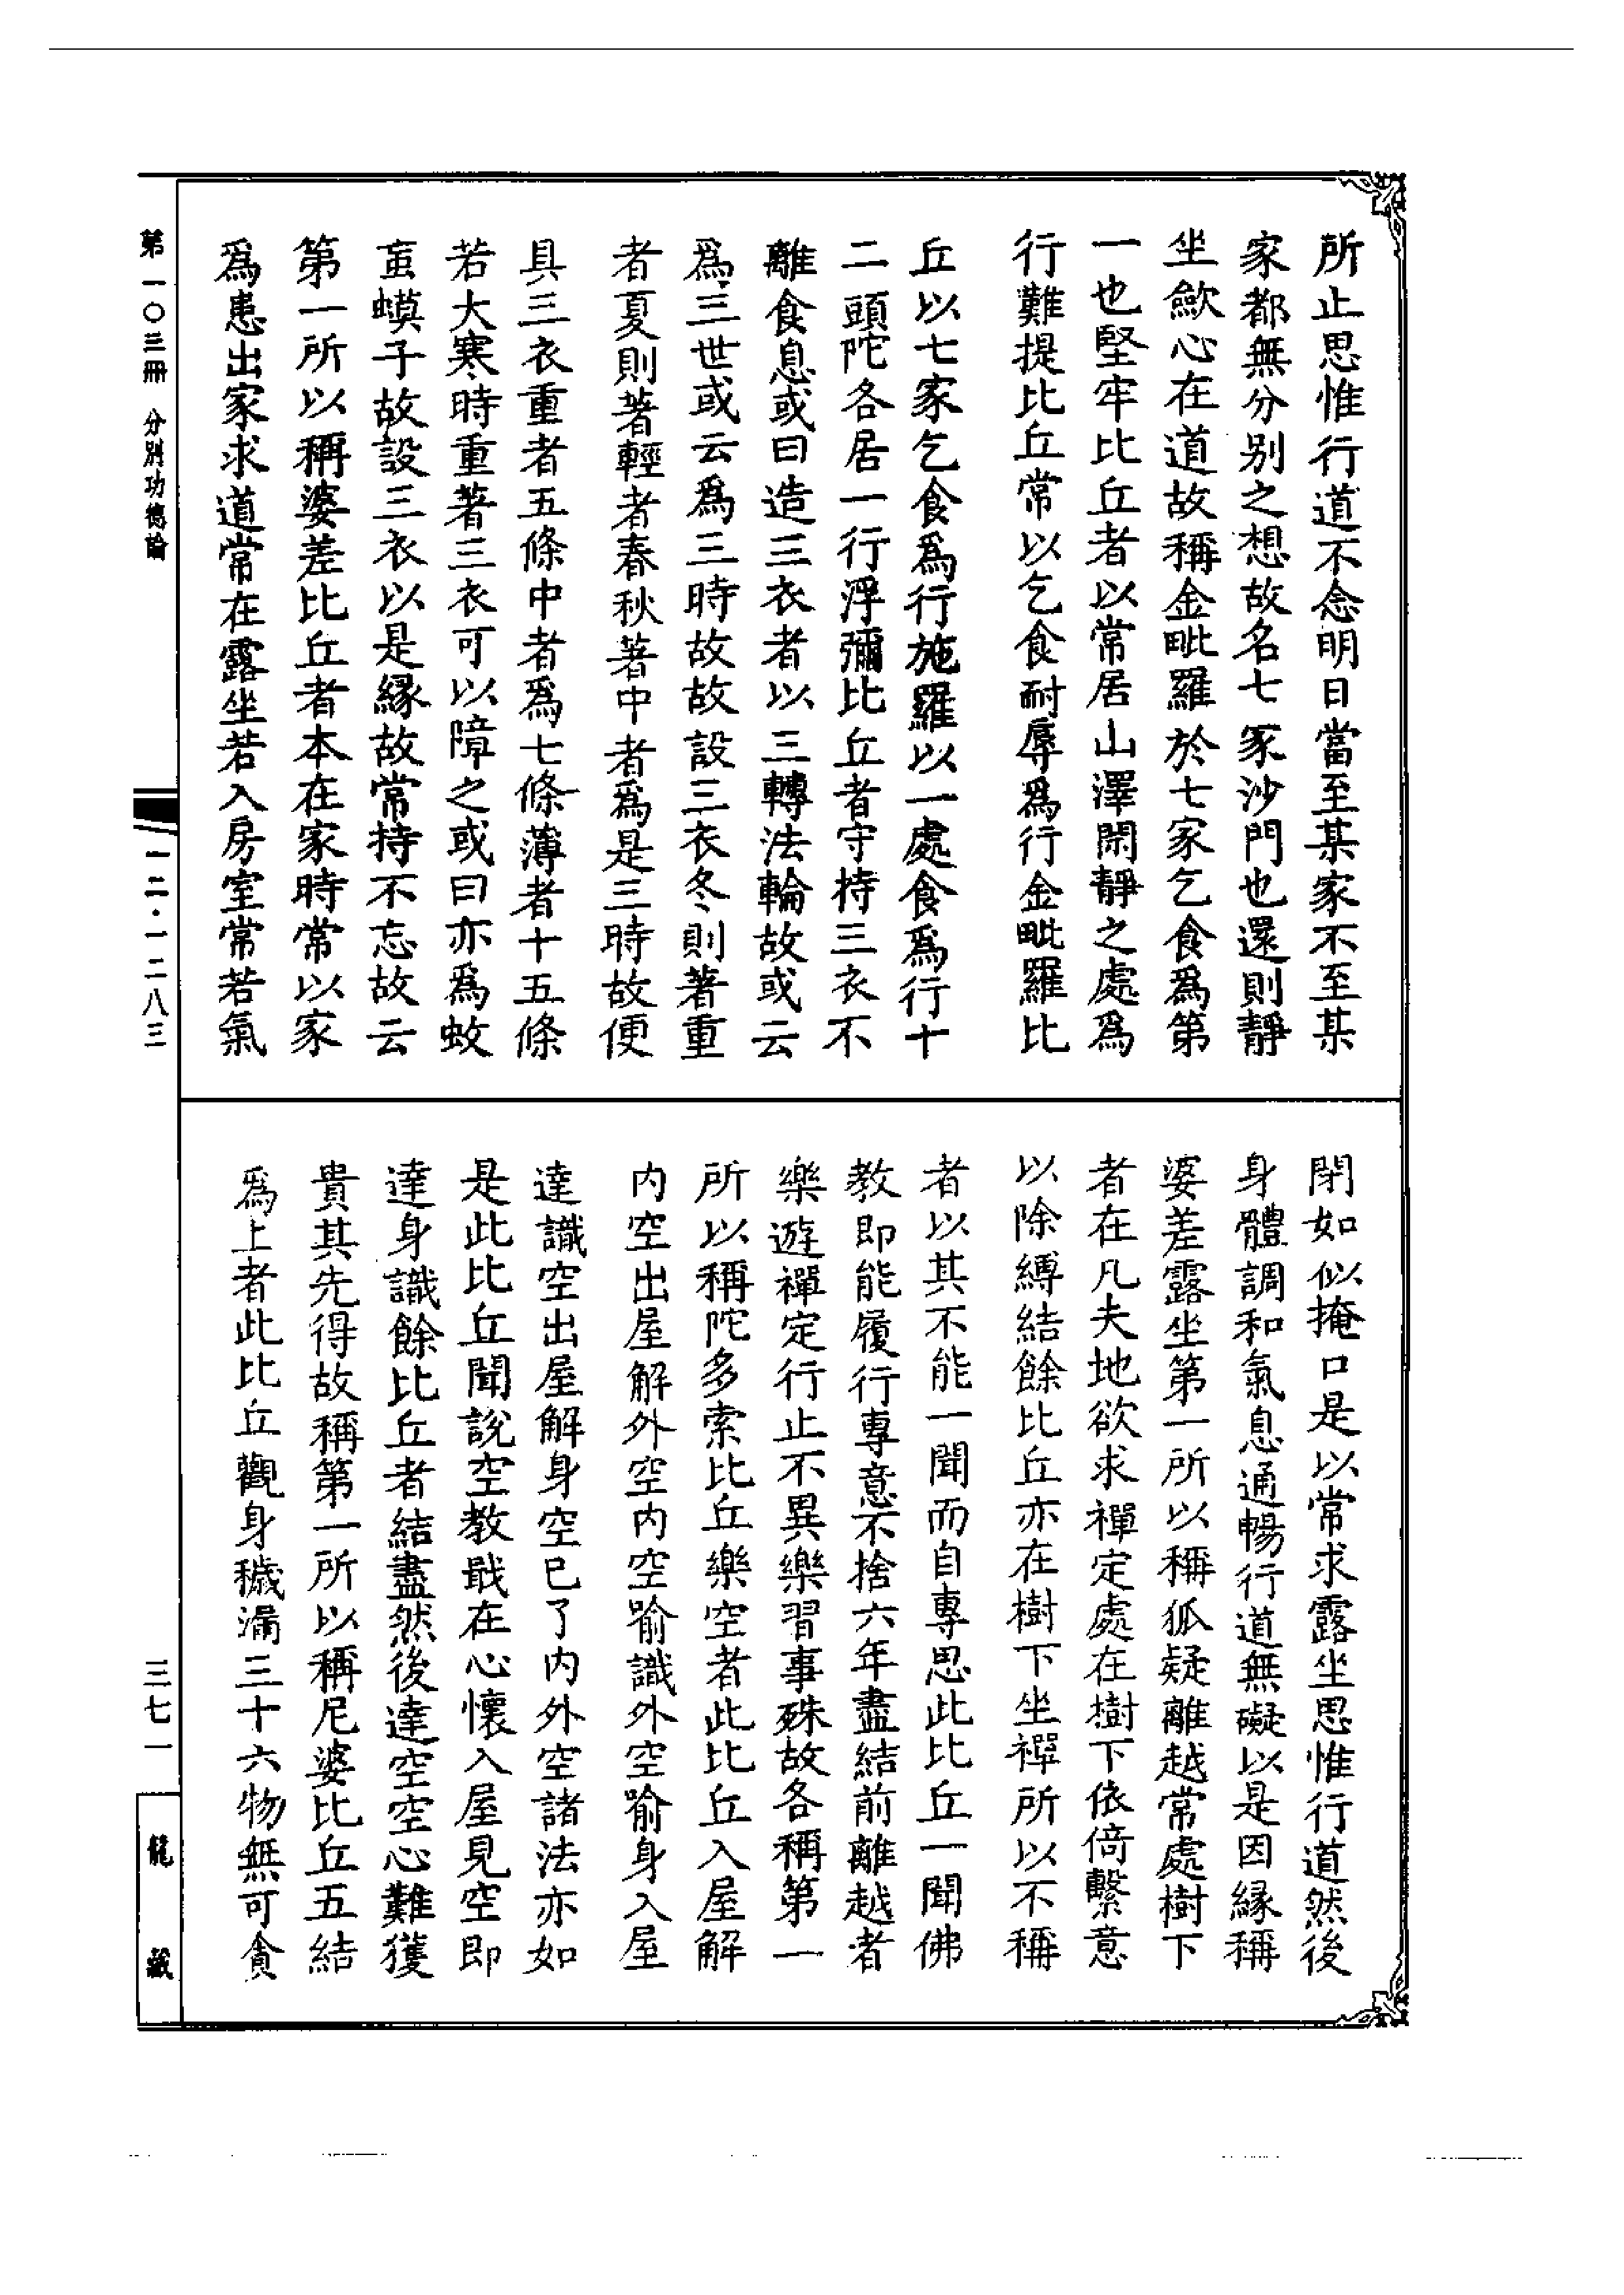 所止思惟行道不念明日當至某家不至某
家都無分别之想故名七家沙門也還則靜
坐歛心在道故稱金毗羅於七家乞食爲第
一也堅牢比丘者以常居山澤閑靜之處爲
行難提比丘常以乞食耐辱爲行金毗羅比
丘以七家乞食爲行施羅以一處食爲行十
二頭陀各居一行浮彌比丘者守持三衣不
離食息或曰造三衣者以三轉法輪故或云
爲三世或云爲三時故故設三衣冬則著重
者夏則著輕者春秋著中者爲是三時故便
具三衣重者五條中者爲七條薄者十五條
若大寒時重著三衣可以障之或曰亦爲蚊
䖟蟆子故設三衣以是緣故常持不忘故云
第一所以稱婆差比丘者本在家時常以家
爲患出家求道常在露坐若入房室常若氣
閉如似掩口是以常求露坐思惟行道然後
身體調和氣息通暢行道無礙以是因緣稱
婆差露坐第一所以稱狐疑離越常處樹下
者在凡夫地欲求禪定處在樹下依倚繫意
以除縛結餘比丘亦在樹下坐禪所以不稱
者以其不能一聞而自專思此比丘一聞佛
教即能履行專意不捨六年盡結前離越者
樂遊禪定行止不異樂習事殊故各稱第一
所以稱陀多索比丘樂空者此比丘入屋解
内空出屋解外空内空喻識外空喻身入屋
達識空出屋解身空已了内外空諸法亦如
是此比丘聞說空教戢在心懷入屋見空即
達身識餘比丘者結盡然後達空空心難獲
貴其先得故稱第一所以稱尼婆比丘五結
爲上者此比丘觀身穢漏三十六物無可貪
第一〇三冊 分别功德論
一二·一二八三
三七一
龍藏